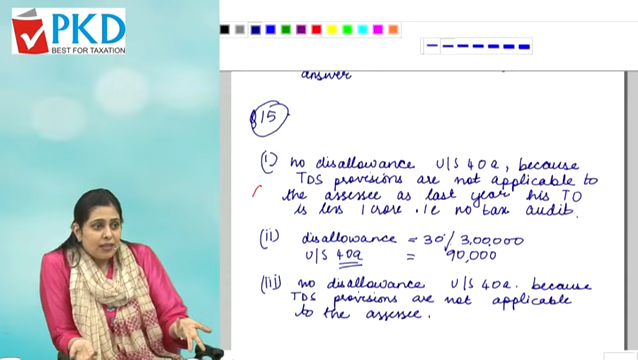 PKD
BEST FOR TAXATION
answer
Q15
(i) no disallowance U/S 40a, because
TDS provisions are not applicable to
the assessee as last year his TO
is less 1 crore .ie no tax audit.
(ii) disallowance = 30% 3,00,000
U/S 40a = 90,000
(iii) no disallowance U/S 40a. because
TDS provisions are not applicable
to the assessee.